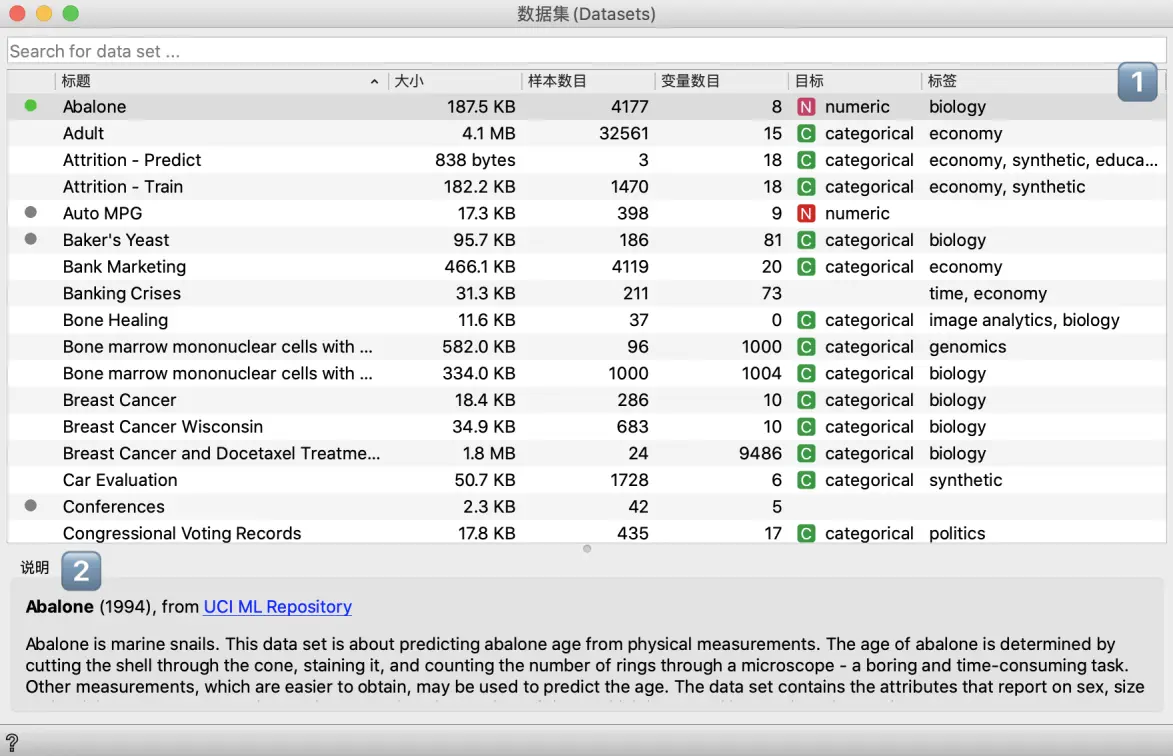 数据集 (Datasets)
Search for data set ...
标题 大小 样本数目 变量数目 目标 标签 1
Abalone 187.5 KB 4177 8 N numeric biology
Adult 4.1 MB 32561 15 C categorical economy
Attrition - Predict 838 bytes 3 18 C categorical economy, synthetic, educa...
Attrition - Train 182.2 KB 1470 18 C categorical economy, synthetic
Auto MPG 17.3 KB 398 9 N numeric
Baker's Yeast 95.7 KB 186 81 C categorical biology
Bank Marketing 466.1 KB 4119 20 C categorical economy
Banking Crises 31.3 KB 211 73 time, economy
Bone Healing 11.6 KB 37 0 C categorical image analytics, biology
Bone marrow mononuclear cells with ... 582.0 KB 96 1000 C categorical genomics
Bone marrow mononuclear cells with ... 334.0 KB 1000 1004 C categorical biology
Breast Cancer 18.4 KB 286 10 C categorical biology
Breast Cancer Wisconsin 34.9 KB 683 10 C categorical biology
Breast Cancer and Docetaxel Treatme... 1.8 MB 24 9486 C categorical biology
Car Evaluation 50.7 KB 1728 6 C categorical synthetic
Conferences 2.3 KB 42 5
Congressional Voting Records 17.8 KB 435 17 C categorical politics
说明 2
Abalone (1994), from UCI ML Repository
Abalone is marine snails. This data set is about predicting abalone age from physical measurements. The age of abalone is determined by
cutting the shell through the cone, staining it, and counting the number of rings through a microscope - a boring and time-consuming task.
Other measurements, which are easier to obtain, may be used to predict the age. The data set contains the attributes that report on sex, size
?